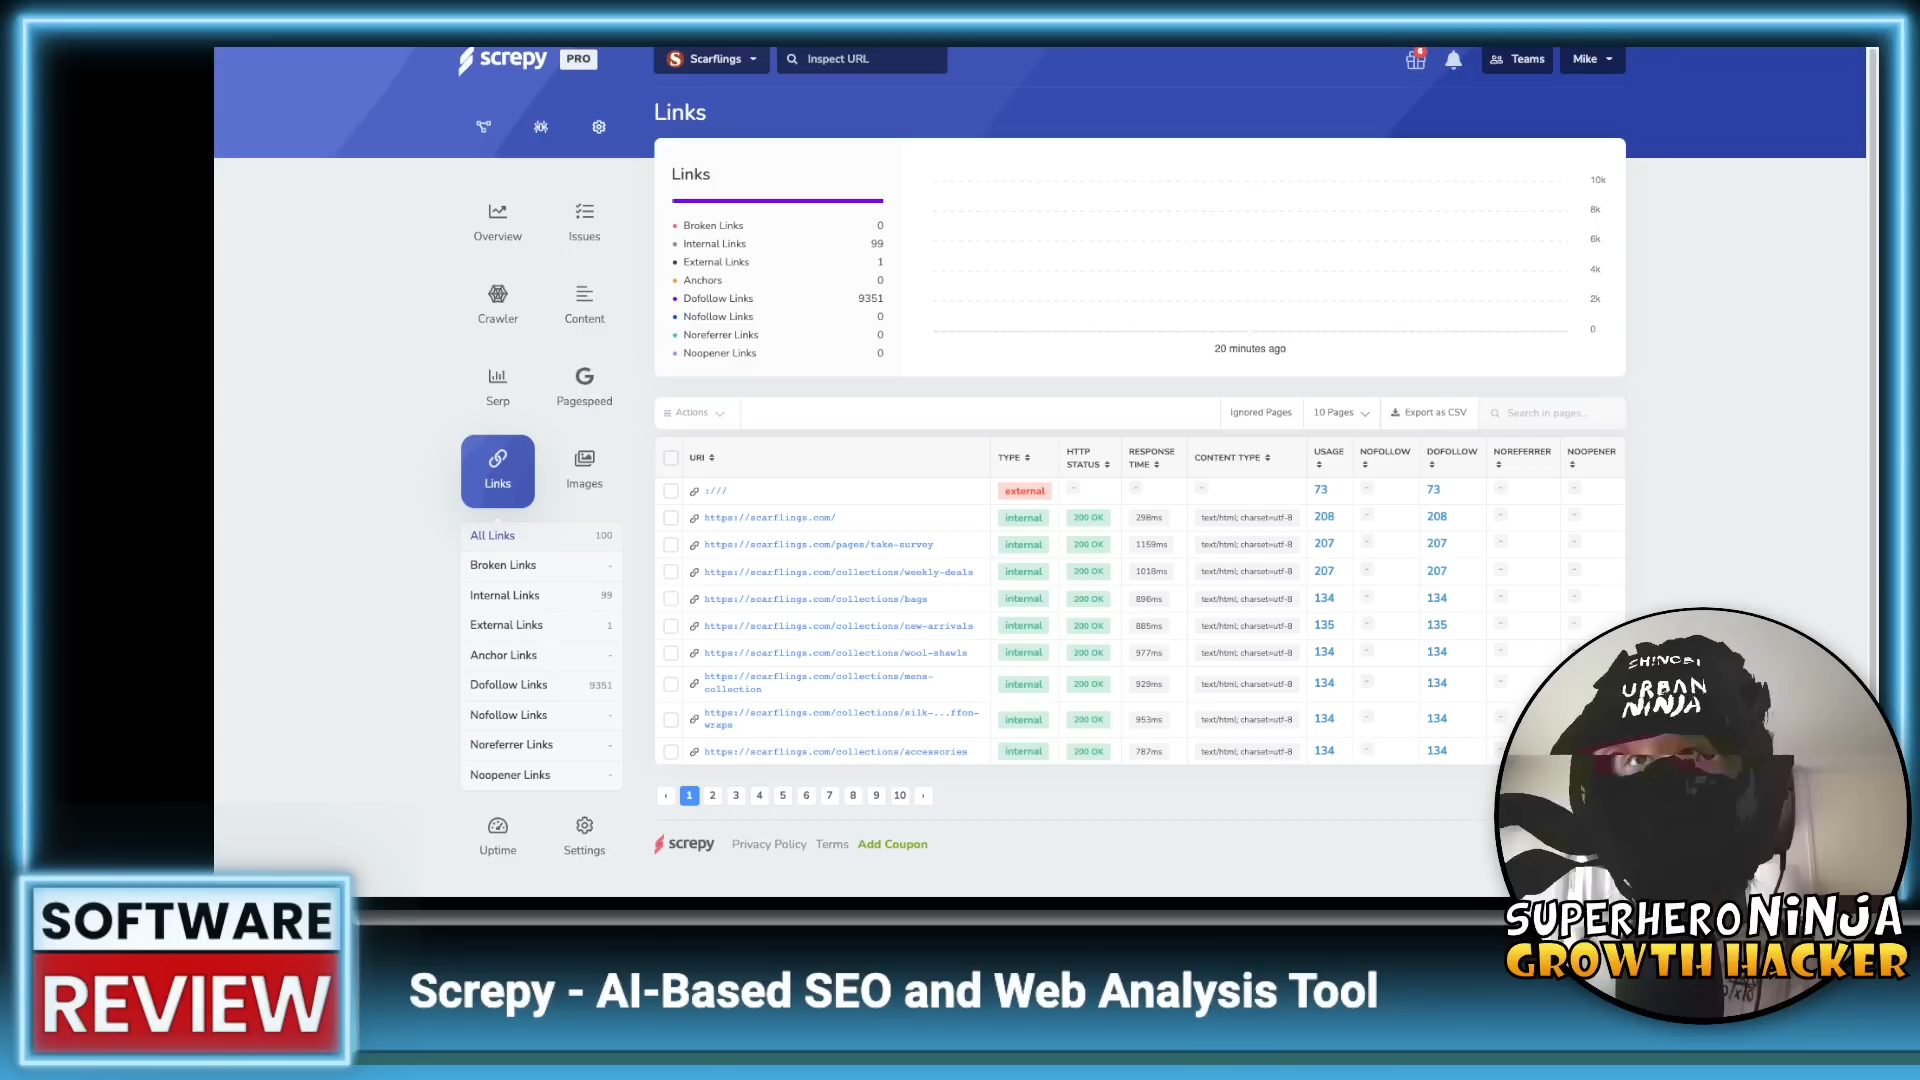 screpy PRO
Scarflings
Inspect URL
6
Teams
Mike
Links
Overview
Issues
Crawler
Content
Serp
Pagespeed
Links
Images
All Links 100
Broken Links -
Internal Links 99
External Links 1
Anchor Links -
Dofollow Links 9351
Nofollow Links -
Noreferrer Links -
Noopener Links -
Uptime
Settings
Links
Broken Links 0
Internal Links 99
External Links 1
Anchors 0
Dofollow Links 9351
Nofollow Links 0
Noreferrer Links 0
Noopener Links 0
10k
8k
6k
4k
2k
0
20 minutes ago
Actions
Ignored Pages
10 Pages
Export as CSV
Search in pages...
URI TYPE HTTP STATUS RESPONSE TIME CONTENT TYPE USAGE NOFOLLOW DOFOLLOW NOREFERRER NOOPENER
:/// external - - - 73 - 73 - -
https://scarflings.com/ internal 200 OK 298ms text/html; charset=utf-8 208 - 208 - -
https://scarflings.com/pages/take-survey internal 200 OK 1159ms text/html; charset=utf-8 207 - 207 - -
https://scarflings.com/collections/weekly-deals internal 200 OK 1018ms text/html; charset=utf-8 207 - 207 - -
https://scarflings.com/collections/bags internal 200 OK 896ms text/html; charset=utf-8 134 - 134 - -
https://scarflings.com/collections/new-arrivals internal 200 OK 885ms text/html; charset=utf-8 135 - 135 - -
https://scarflings.com/collections/wool-shawls internal 200 OK 977ms text/html; charset=utf-8 134 - 134 -
https://scarflings.com/collections/mens-
collection internal 200 OK 929ms text/html; charset=utf-8 134 - 134 -
https://scarflings.com/collections/silk-...ffon-
wraps internal 200 OK 953ms text/html; charset=utf-8 134 - 134
https://scarflings.com/collections/accessories internal 200 OK 787ms text/html; charset=utf-8 134 - 134
‹ 1 2 3 4 5 6 7 8 9 10 ›
screpy Privacy Policy Terms Add Coupon
URBAN
NINJA
SUPERHERO NiNJA
GROWTH HACKER
SOFTWARE
REVIEW
Screpy - AI-Based SEO and Web Analysis Tool